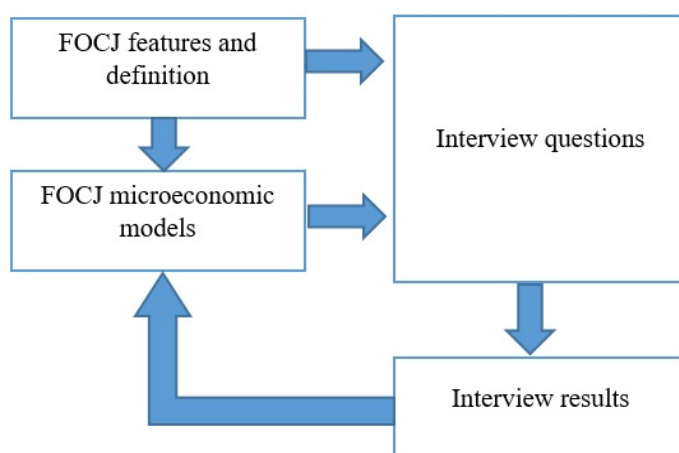 FOCJ features and
definition
Interview questions
FOCJ microeconomic
models
Interview results